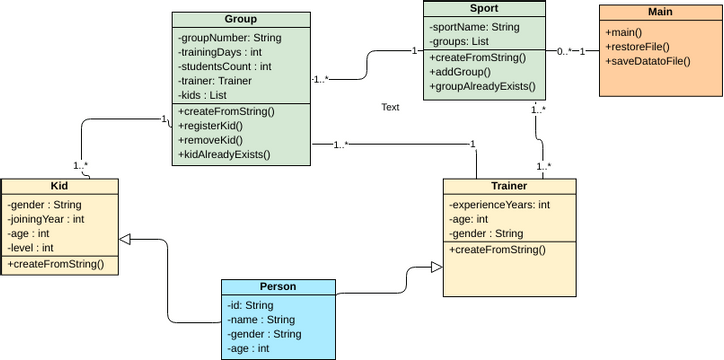 Group
-groupNumber: String
-trainingDays : int
-studentsCount : int
-trainer: Trainer
-kids : List
+createFromString()
+registerKid()
+removeKid()
+kidAlreadyExists()
Sport
-sportName: String
-groups: List
+createFromString()
+addGroup()
+groupAlreadyExists()
Main
+main()
+restoreFile()
+saveDatatoFile()
1..*
1
0..*
1
Text
1
1..*
1..*
1
1..*
1..*
Kid
-gender : String
-joiningYear : int
-age : int
-level : int
+createFromString()
Trainer
-experienceYears: int
-age: int
-gender : String
+createFromString()
Person
-id: String
-name : String
-gender : String
-age : int